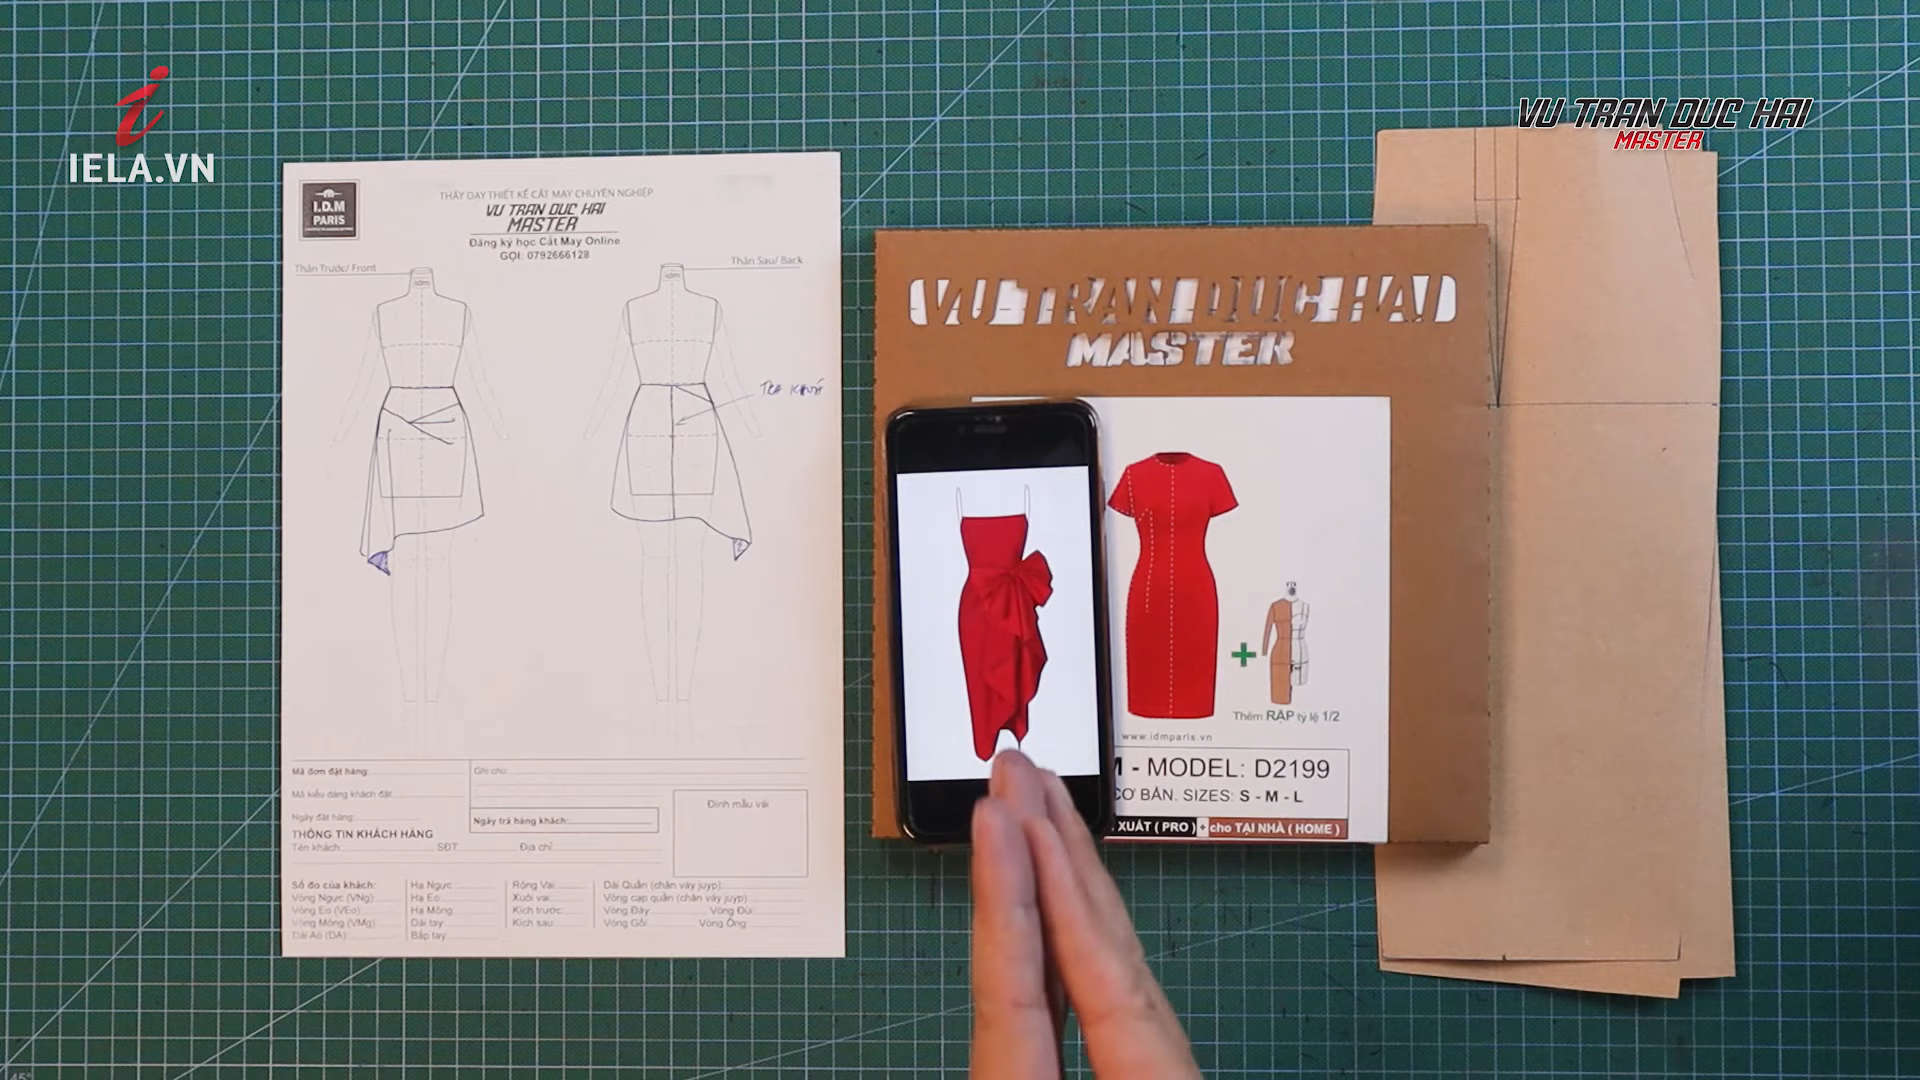 IELA.VN
VU TRAN DUC HAI
MASTER
I.D.M
PARIS
THẦY DẠY THIẾT KẾ CẮT MAY CHUYÊN NGHIỆP
VU TRAN DUC HAI
MASTER
Đăng ký học Cắt May Online
GỌI: 0792666128
Thân Trước/ Front
Thân Sau/ Back
idm
idm
TRA KHOÁ
Mã đơn đặt hàng:
Mã kiểu dáng khách đặt:
Ngày đặt hàng:
Ghi chú:
Ngày trả hàng khách:
Đính mẫu vải
THÔNG TIN KHÁCH HÀNG
Tên khách: SĐT Địa chỉ:
Số đo của khách:
Vòng Ngực (VNg):
Vòng Eo (VEo):
Vòng Mông (VMg):
Dài Áo (DA):
Hạ Ngực:
Hạ Eo:
Hạ Mông:
Dài tay:
Bắp tay:
Rộng Vai:
Xuôi vai:
Kích trước:
Kích sau:
Dài Quần (chân váy juyp):
Vòng cạp quần (chân váy juyp)
Vòng Đáy: Vòng Đùi:
Vòng Gối: Vòng Ống:
VU TRAN DUC HAI
MASTER
Thêm RẬP tỷ lệ 1/2
www.idmparis.vn
M - MODEL: D2199
CƠ BẢN. SIZES: S - M - L
XUẤT ( PRO ) + cho TẠI NHÀ ( HOME )
45°